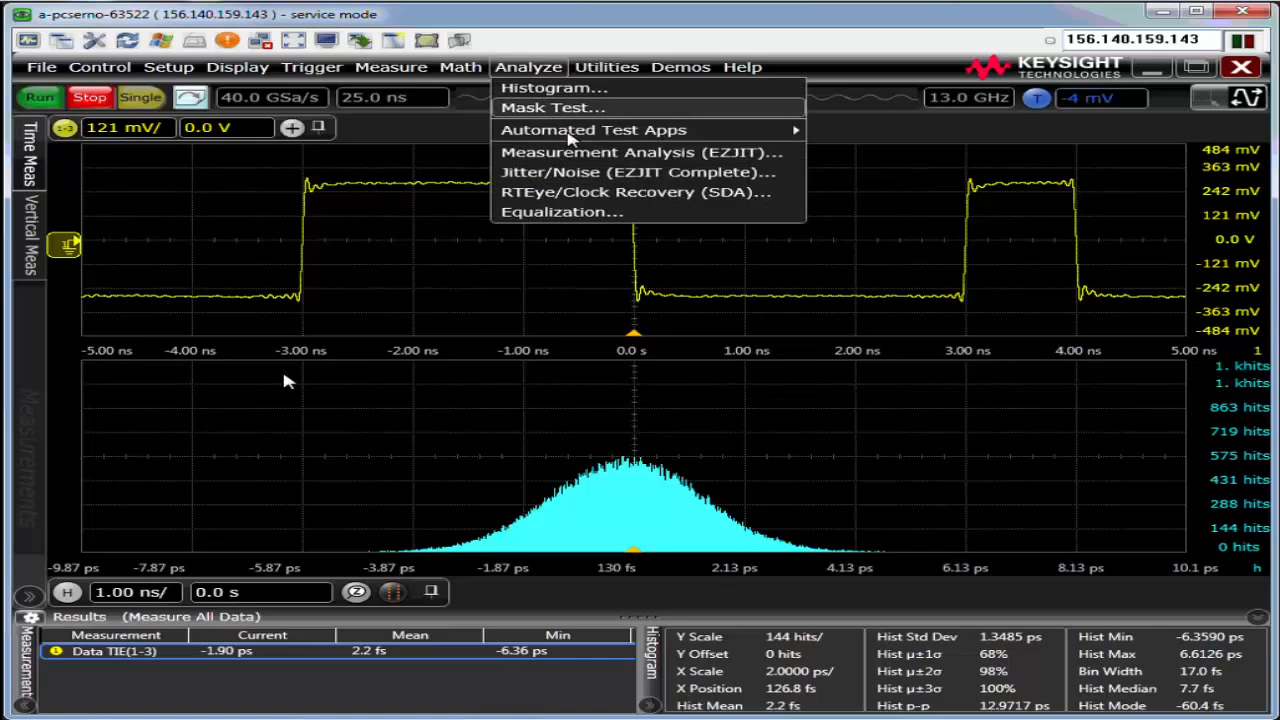 a-pcserno-63522 ( 156.140.159.143 ) - service mode
156.140.159.143
File Control Setup Display Trigger Measure Math Analyze Utilities Demos Help
KEYSIGHT
TECHNOLOGIES
Run Stop Single 40.0 GSa/s 25.0 ns 13.0 GHz T -4 mV
Histogram...
Mask Test...
Automated Test Apps
Measurement Analysis (EZJIT)...
Jitter/Noise (EZJIT Complete)...
RTEye/Clock Recovery (SDA)...
Equalization...
1-3 121 mV/ 0.0 V
Time Meas
Vertical Meas
Measurements
484 mV
363 mV
242 mV
121 mV
0.0 V
-121 mV
-242 mV
-363 mV
-484 mV
-5.00 ns -4.00 ns -3.00 ns -2.00 ns -1.00 ns 0.0 s 1.00 ns 2.00 ns 3.00 ns 4.00 ns 5.00 ns 1
1. khits
1. khits
863 hits
719 hits
575 hits
431 hits
288 hits
144 hits
0 hits
-9.87 ps -7.87 ps -5.87 ps -3.87 ps -1.87 ps 130 fs 2.13 ps 4.13 ps 6.13 ps 8.13 ps 10.1 ps h
H 1.00 ns/ 0.0 s
Results (Measure All Data)
Measurement
Measurement Current Mean Min
1 Data TIE(1-3) -1.90 ps 2.2 fs -6.36 ps
Histogram
Y Scale 144 hits/ Hist Std Dev 1.3485 ps Hist Min -6.3590 ps
Y Offset 0 hits Hist µ±1σ 68% Hist Max 6.6126 ps
X Scale 2.0000 ps/ Hist µ±2σ 98% Bin Width 17.0 fs
X Position 126.8 fs Hist µ±3σ 100% Hist Median 7.7 fs
Hist Mean 2.2 fs Hist p-p 12.9717 ps Hist Mode -60.4 fs